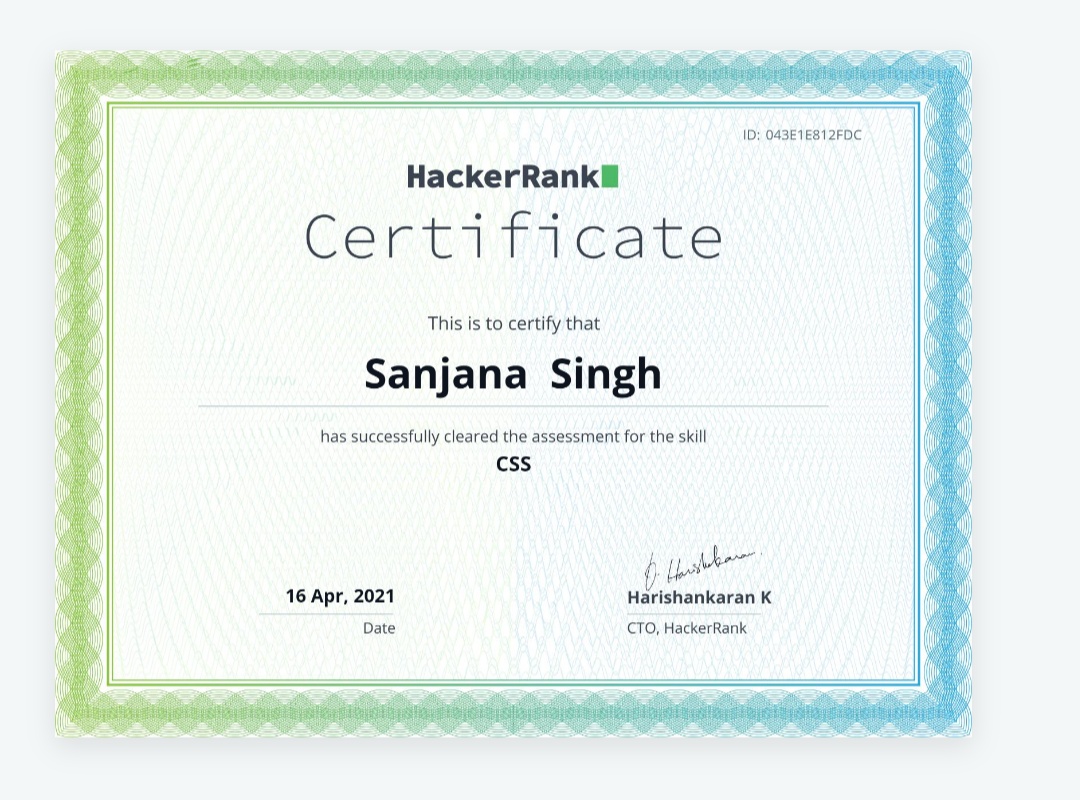 ID: 043E1E812FDC
HackerRank
Certificate
This is to certify that
Sanjana Singh
has successfully cleared the assessment for the skill
CSS
16 Apr, 2021
Date
Harishankaran K
CTO, HackerRank